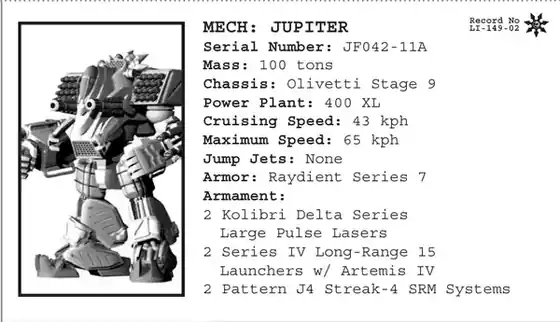 MECH: JUPITER
Record No
LI-149-02
Serial Number: JF042-11A
Mass: 100 tons
Chassis: Olivetti Stage 9
Power Plant: 400 XL
Cruising Speed: 43 kph
Maximum Speed: 65 kph
Jump Jets: None
Armor: Raydient Series 7
Armament:
2 Kolibri Delta Series
Large Pulse Lasers
2 Series IV Long-Range 15
Launchers w/ Artemis IV
2 Pattern J4 Streak-4 SRM Systems